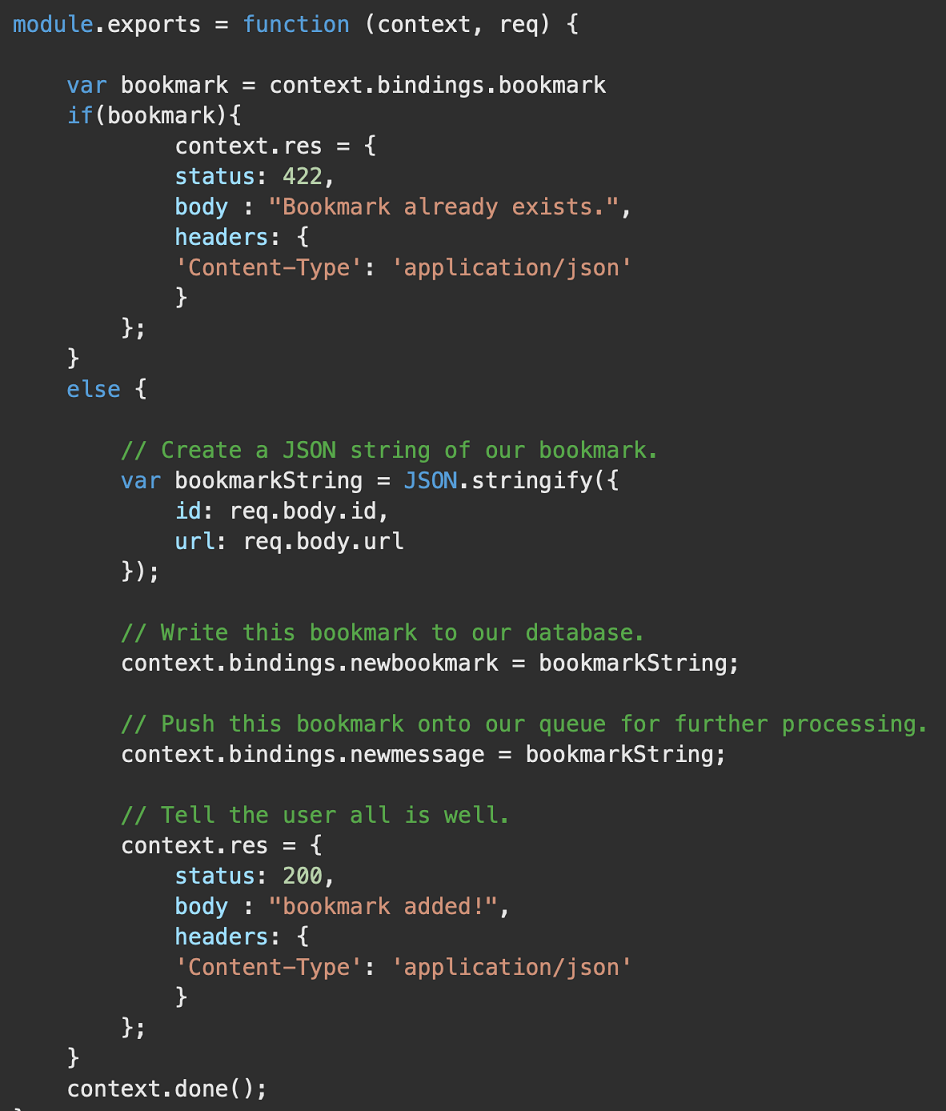 module.exports = function (context, req) {
var bookmark = context.bindings.bookmark
if(bookmark){
context.res = {
status: 422,
body : "Bookmark already exists.",
headers: {
'Content-Type': 'application/json'
}
};
}
else {
// Create a JSON string of our bookmark.
var bookmarkString = JSON.stringify({
id: req.body.id,
url: req.body.url
});
// Write this bookmark to our database.
context.bindings.newbookmark = bookmarkString;
// Push this bookmark onto our queue for further processing.
context.bindings.newmessage = bookmarkString;
// Tell the user all is well.
context.res = {
status: 200,
body : "bookmark added!",
headers: {
'Content-Type': 'application/json'
}
};
}
context.done();